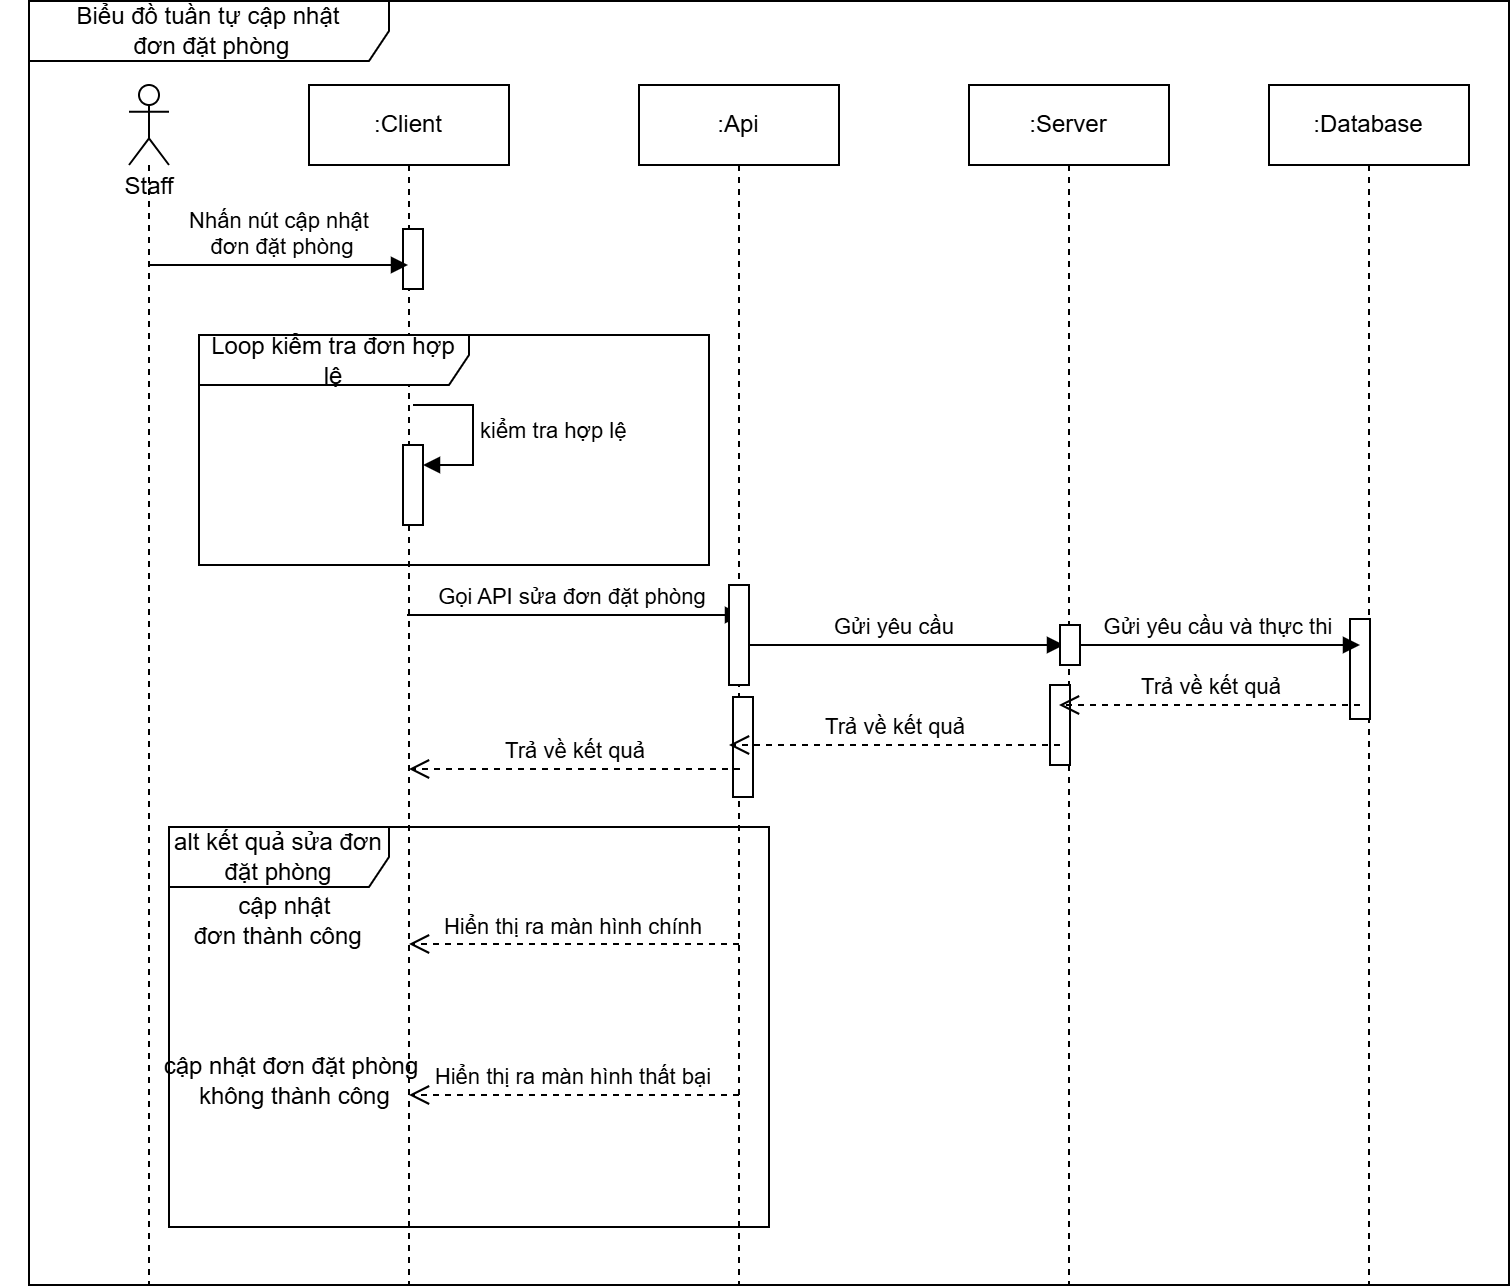 Biểu đồ tuần tự cập nhật
đơn đặt phòng
:Client
:Api
:Server
:Database
Staff
Nhấn nút cập nhật
đơn đặt phòng
Loop kiểm tra đơn hợp
lệ
kiểm tra hợp lệ
Gọi API sửa đơn đặt phòng
Gửi yêu cầu
Gửi yêu cầu và thực thi
Trả về kết quả
Trả về kết quả
Trả về kết quả
alt kết quả sửa đơn
đặt phòng
cập nhật
đơn thành công
Hiển thị ra màn hình chính
cập nhật đơn đặt phòng
không thành công
Hiển thị ra màn hình thất bại